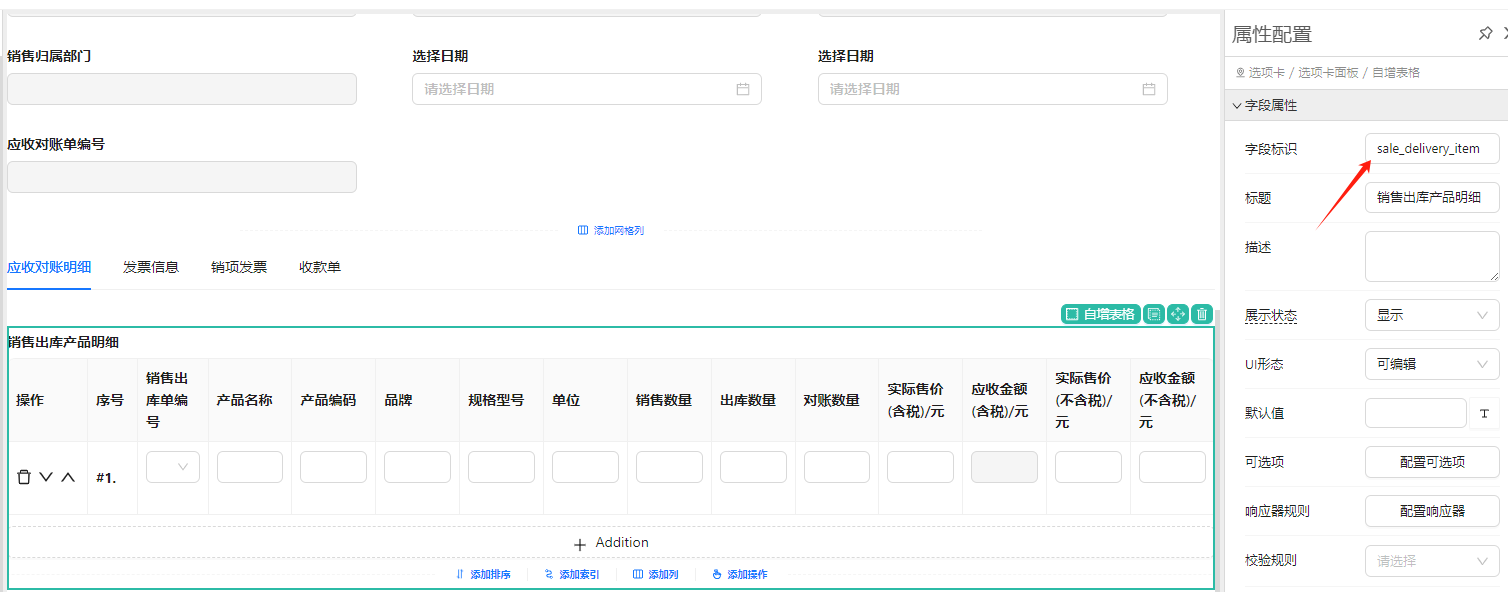 销售归属部门
选择日期
选择日期
请选择日期
请选择日期
应收对账单编号
添加网格列
应收对账明细
发票信息
销项发票
收款单
自增表格
销售出库产品明细
操作
序号
销售出
库单编
号
产品名称
产品编码
品牌
规格型号
单位
销售数量
出库数量
对账数量
实际售价
(含税)/元
应收金额
(含税)/元
实际售价
(不含税)/
元
应收金额
(不含税)/
元
#1.
Addition
添加排序
添加索引
添加列
添加操作
属性配置
选项卡 / 选项卡面板 / 自增表格
字段属性
字段标识
sale_delivery_item
标题
销售出库产品明细
描述
展示状态
显示
UI形态
可编辑
默认值
T
可选项
配置可选项
响应器规则
配置响应器
校验规则
请选择